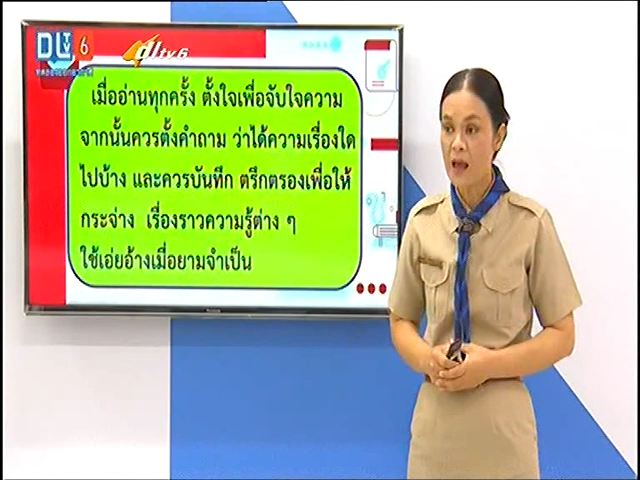 DLTV 6
dltv6
เมื่ออ่านทุกครั้ง ตั้งใจเพื่อจับใจความ
จากนั้นควรตั้งคำถาม ว่าได้ความเรื่องใด
ไปบ้าง และควรบันทึก ตรึกตรองเพื่อให้
กระจ่าง เรื่องราวความรู้ต่าง ๆ
ใช้เอ่ยอ้างเมื่อยามจำเป็น